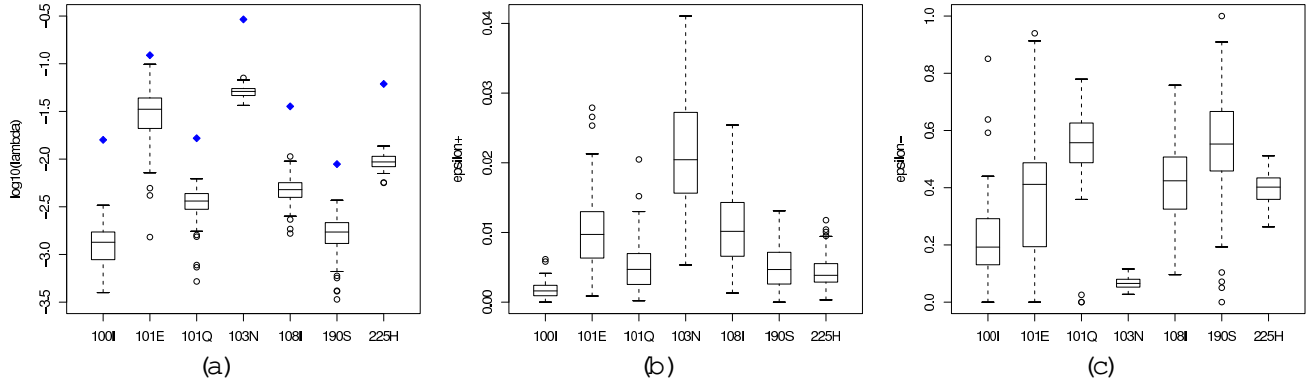 log10(lambda)
-0.5
-1.0
-1.5
-2.0
-2.5
-3.0
-3.5
100I 101E 101Q 103N 108I 190S 225H
(a)
epsilon+
0.04
0.03
0.02
0.01
0.00
100I 101E 101Q 103N 108I 190S 225H
(b)
epsilon−
1.0
0.8
0.6
0.4
0.2
0.0
100I 101E 101Q 103N 108I 190S 225H
(c)